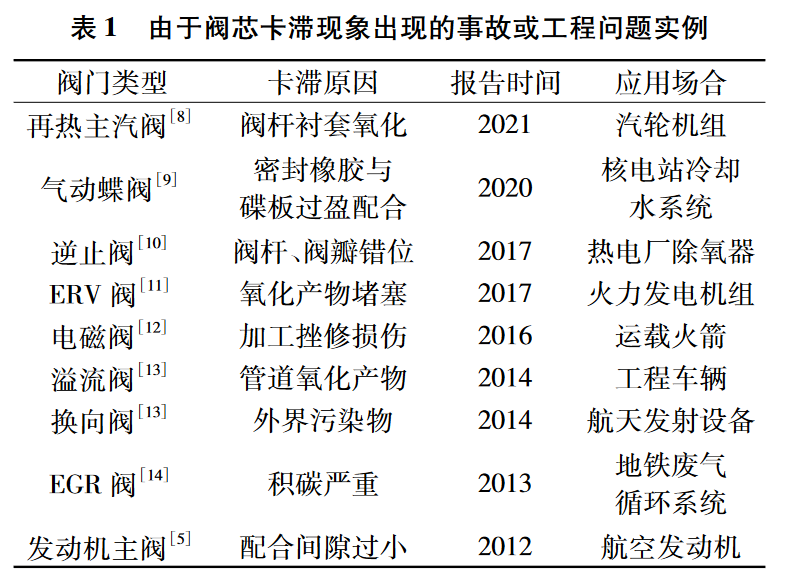 表1 由于阀芯卡滞现象出现的事故或工程问题实例
阀门类型 卡滞原因 报告时间 应用场合
再热主汽阀[8] 阀杆衬套氧化 2021 汽轮机组
气动蝶阀[9] 密封橡胶与碟板过盈配合 2020 核电站冷却水系统
逆止阀[10] 阀杆、阀瓣错位 2017 热电厂除氧器
ERV 阀[11] 氧化产物堵塞 2017 火力发电机组
电磁阀[12] 加工挫修损伤 2016 运载火箭
溢流阀[13] 管道氧化产物 2014 工程车辆
换向阀[13] 外界污染物 2014 航天发射设备
EGR 阀[14] 积碳严重 2013 地铁废气循环系统
发动机主阀[5] 配合间隙过小 2012 航空发动机